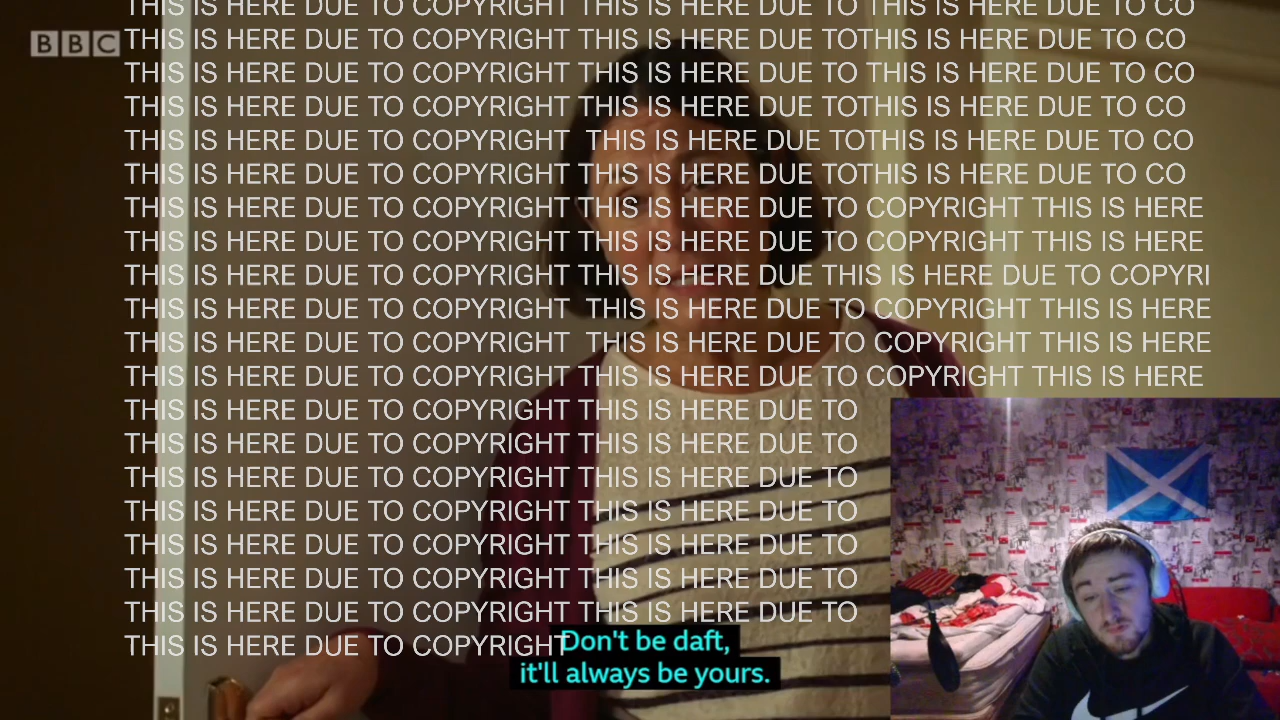 THIS IS HERE DUE TO COPYRIGHT THIS IS HERE DUE TO THIS IS HERE DUE TO CO
BBC
THIS IS HERE DUE TO COPYRIGHT THIS IS HERE DUE TOTHIS IS HERE DUE TO CO
THIS IS HERE DUE TO COPYRIGHT THIS IS HERE DUE TO THIS IS HERE DUE TO CO
THIS IS HERE DUE TO COPYRIGHT THIS IS HERE DUE TOTHIS IS HERE DUE TO CO
THIS IS HERE DUE TO COPYRIGHT  THIS IS HERE DUE TOTHIS IS HERE DUE TO CO
THIS IS HERE DUE TO COPYRIGHT THIS IS HERE DUE TOTHIS IS HERE DUE TO CO
THIS IS HERE DUE TO COPYRIGHT THIS IS HERE DUE TO COPYRIGHT THIS IS HERE
THIS IS HERE DUE TO COPYRIGHT THIS IS HERE DUE TO COPYRIGHT THIS IS HERE
THIS IS HERE DUE TO COPYRIGHT THIS IS HERE DUE THIS IS HERE DUE TO COPYRI
THIS IS HERE DUE TO COPYRIGHT  THIS IS HERE DUE TO COPYRIGHT THIS IS HERE
THIS IS HERE DUE TO COPYRIGHT  THIS IS HERE DUE TO COPYRIGHT THIS IS HERE
THIS IS HERE DUE TO COPYRIGHT THIS IS HERE DUE TO COPYRIGHT THIS IS HERE
THIS IS HERE DUE TO COPYRIGHT THIS IS HERE DUE TO
THIS IS HERE DUE TO COPYRIGHT THIS IS HERE DUE TO
THIS IS HERE DUE TO COPYRIGHT THIS IS HERE DUE TO
THIS IS HERE DUE TO COPYRIGHT THIS IS HERE DUE TO
THIS IS HERE DUE TO COPYRIGHT THIS IS HERE DUE TO
THIS IS HERE DUE TO COPYRIGHT THIS IS HERE DUE TO
THIS IS HERE DUE TO COPYRIGHT THIS IS HERE DUE TO
THIS IS HERE DUE TO COPYRIGHT
Don't be daft,
it'll always be yours.